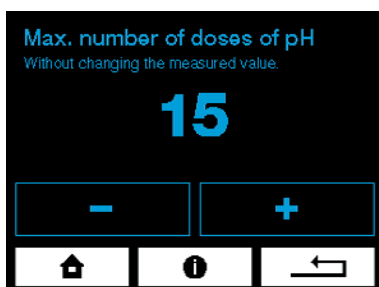 Max. number of doses of pH
Without changing the measured value.
15
− +